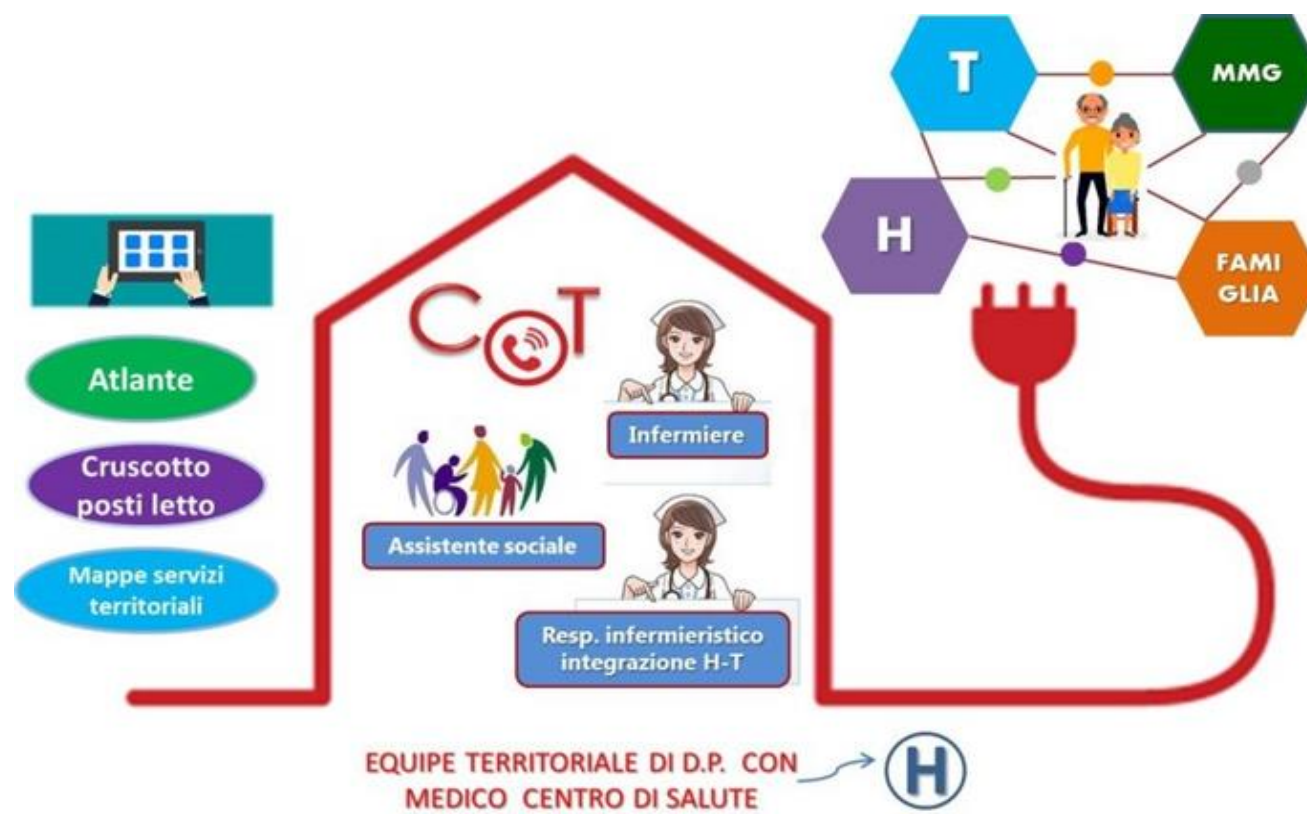 T
MMG
H
FAMI
GLIA
COT
Atlante
Cruscotto
posti letto
Mappe servizi
territoriali
Infermiere
Assistente sociale
Resp. infermieristico
integrazione H-T
EQUIPE TERRITORIALE DI D.P. CON
MEDICO CENTRO DI SALUTE
H